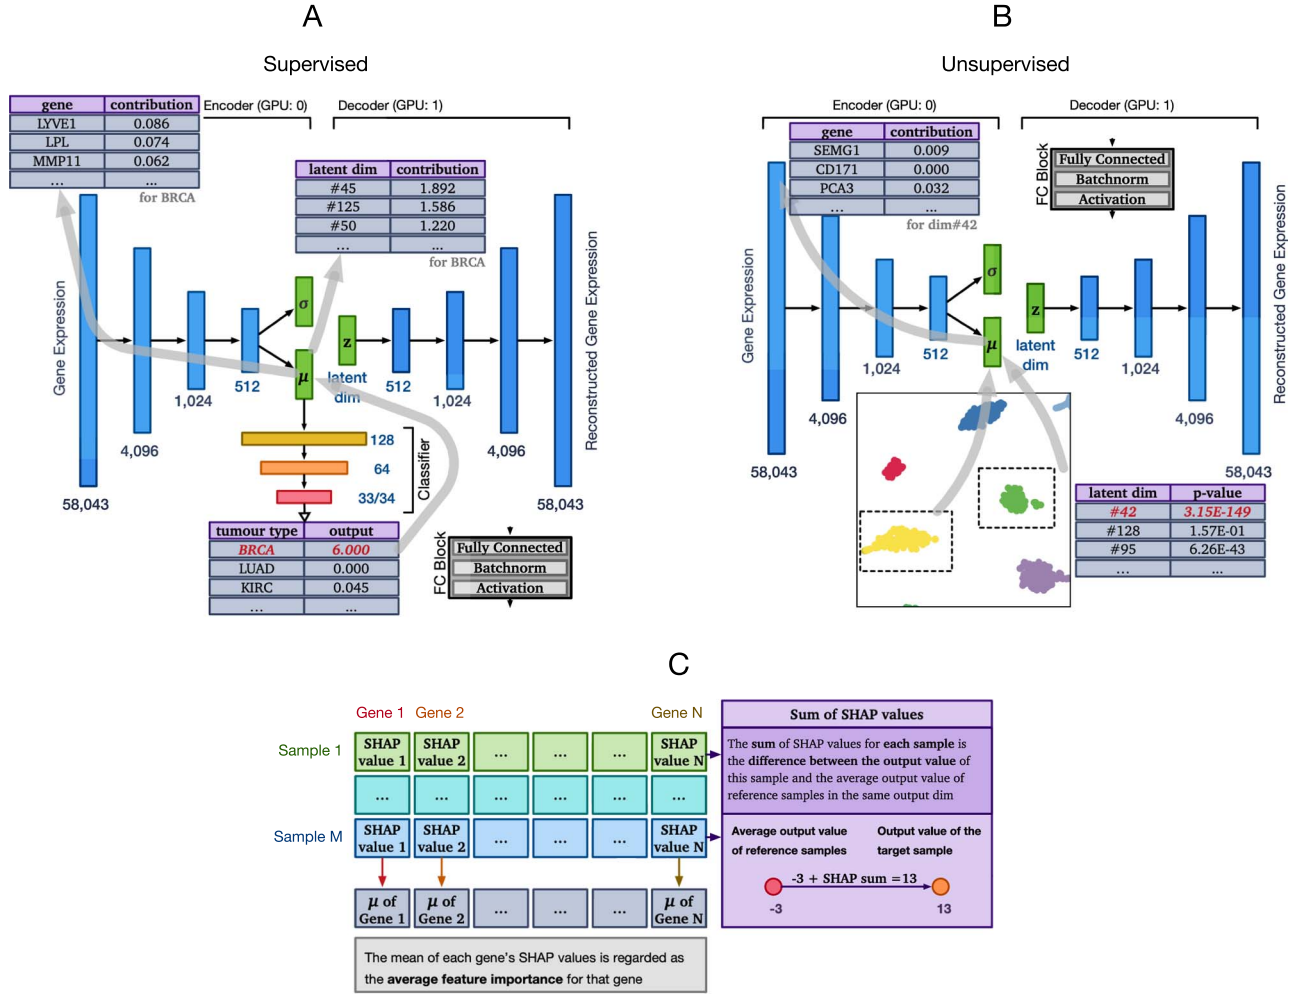 A
Supervised
gene contribution
LYVE1 0.086
LPL 0.074
MMP11 0.062
... ...
for BRCA
Encoder (GPU: 0)
Decoder (GPU: 1)
latent dim contribution
#45 1.892
#125 1.586
#50 1.220
... ...
for BRCA
Gene Expression
58,043
4,096
1,024
512
σ
μ
z
latent
dim
512
1,024
4,096
58,043
Reconstructed Gene Expression
128
64
33/34
Classifier
tumour type output
BRCA 6.000
LUAD 0.000
KIRC 0.045
... ...
FC Block
Fully Connected
Batchnorm
Activation
B
Unsupervised
Encoder (GPU: 0)
Decoder (GPU: 1)
gene contribution
SEMG1 0.009
CD171 0.000
PCA3 0.032
... ...
for dim#42
FC Block
Fully Connected
Batchnorm
Activation
Gene Expression
58,043
4,096
1,024
512
σ
μ
z
latent
dim
512
1,024
4,096
58,043
Reconstructed Gene Expression
latent dim p-value
#42 3.15E-149
#128 1.57E-01
#95 6.26E-43
... ...
C
Gene 1 Gene 2 Gene N
Sample 1
SHAP value 1
SHAP value 2
... ... ...
SHAP value N
... ... ... ... ... ...
Sample M
SHAP value 1
SHAP value 2
... ... ...
SHAP value N
μ of Gene 1
μ of Gene 2
... ... ...
μ of Gene N
The mean of each gene's SHAP values is regarded as
the average feature importance for that gene
Sum of SHAP values
The sum of SHAP values for each sample is
the difference between the output value of
this sample and the average output value of
reference samples in the same output dim
Average output value
of reference samples
Output value of the
target sample
-3 + SHAP sum =13
-3 13